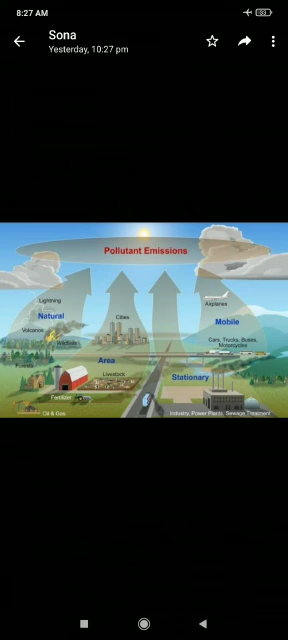 8:27 AM
Sona
Yesterday, 10:27 pm
Pollutant Emissions
Lightning
Natural
Volcanos
Wildfires
Forests
Cities
Area
Livestock
Fertilizer
Oil & Gas
Airplanes
Mobile
Cars, Trucks, Buses,
Motorcycles
Stationary
Industry, Power Plants, Sewage Treatment